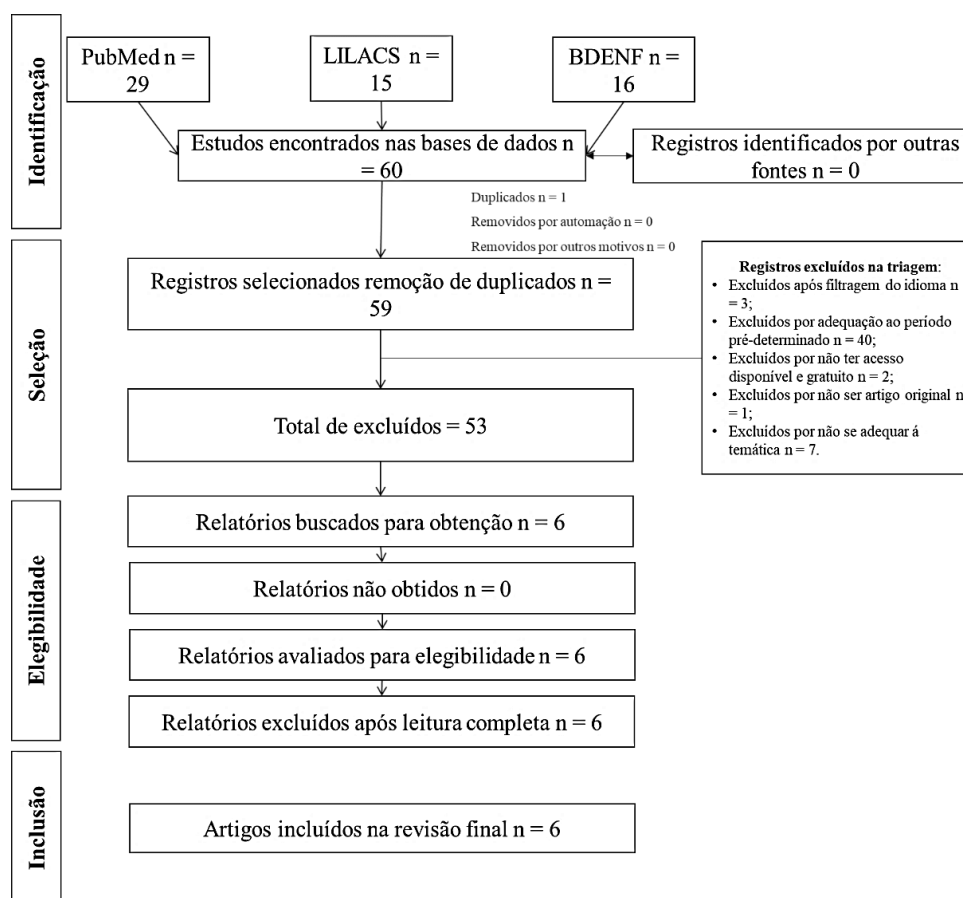 Identificação
PubMed n =
29
LILACS n =
15
BDENF n =
16
Estudos encontrados nas bases de dados n
= 60
Registros identificados por outras
fontes n = 0
Duplicados n = 1
Removidos por automação n = 0
Removidos por outros motivos n = 0
Seleção
Registros selecionados remoção de duplicados n =
59
Registros excluídos na triagem:
• Excluídos após filtragem do idioma n
= 3;
• Excluídos por adequação ao período
pré-determinado n = 40;
• Excluídos por não ter acesso
disponível e gratuito n = 2;
• Excluídos por não ser artigo original n
= 1;
• Excluídos por não se adequar á
temática n = 7.
Total de excluídos = 53
Elegibilidade
Relatórios buscados para obtenção n = 6
Relatórios não obtidos n = 0
Relatórios avaliados para elegibilidade n = 6
Relatórios excluídos após leitura completa n = 6
Inclusão
Artigos incluídos na revisão final n = 6